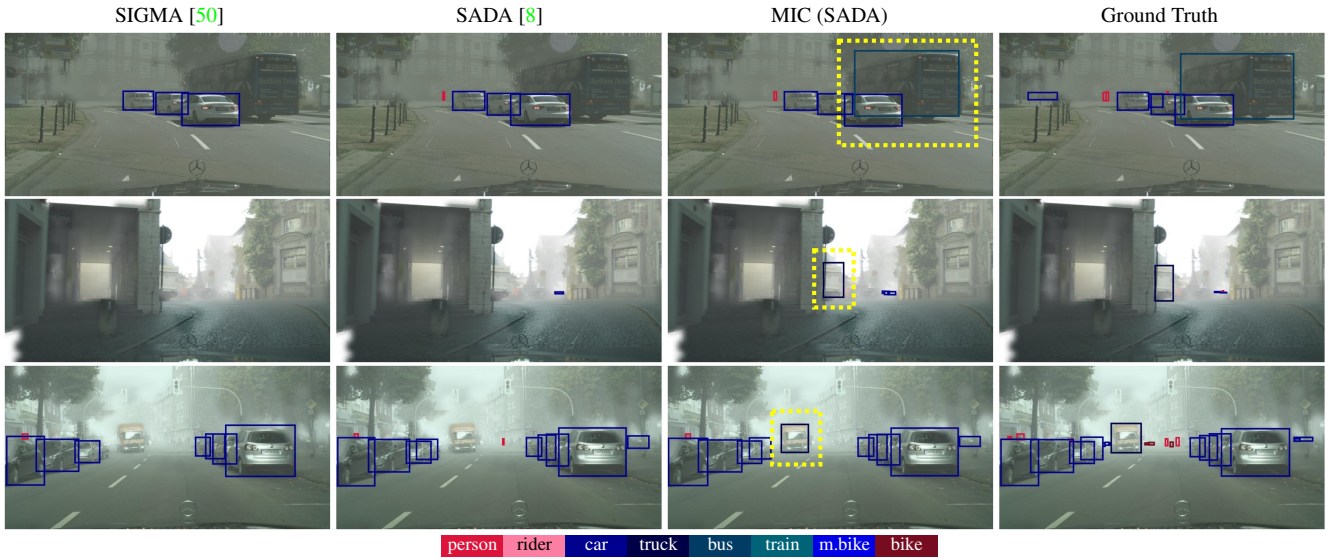 SIGMA [50] SADA [8] MIC (SADA) Ground Truth
person rider car truck bus train m.bike bike